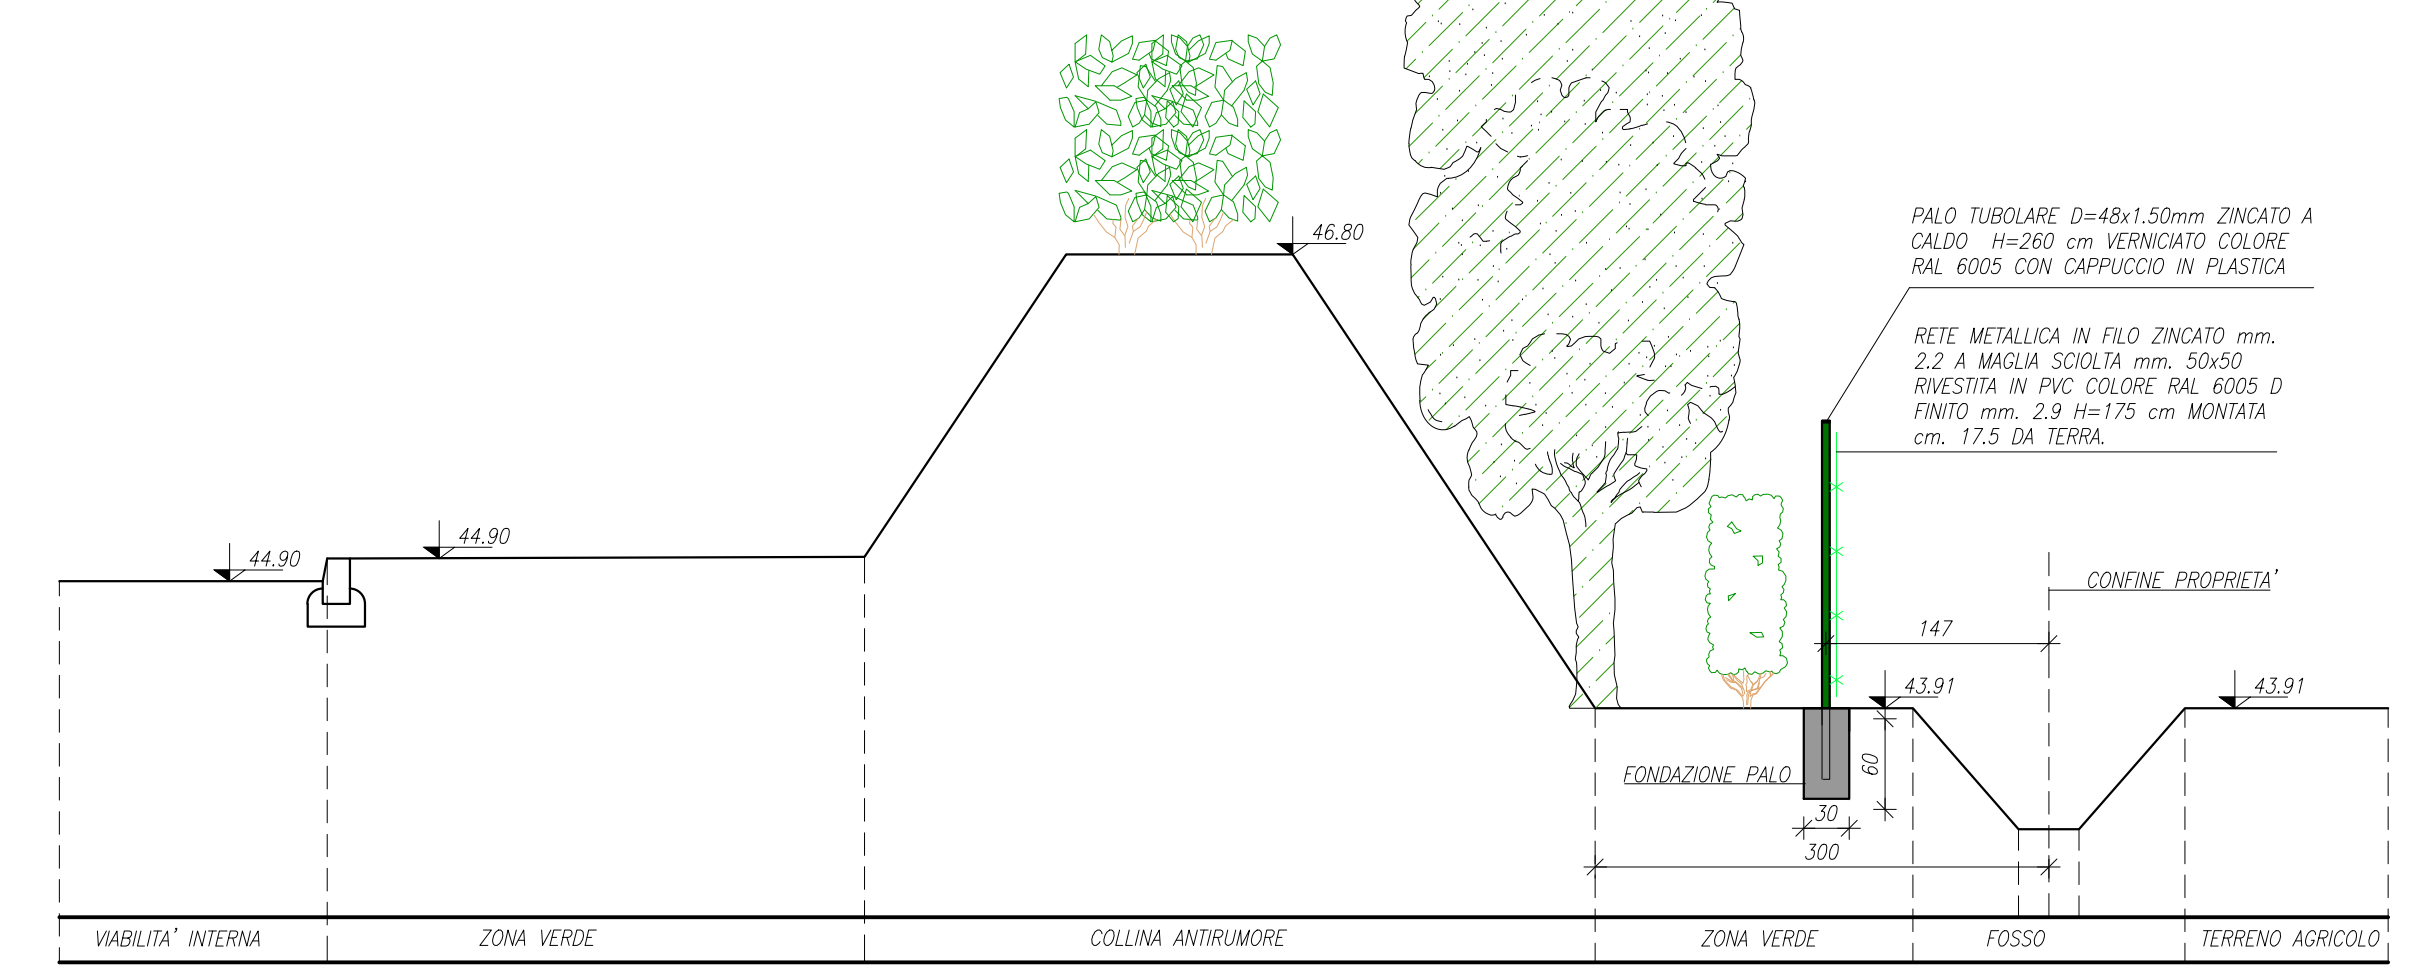 46.80
PALO TUBOLARE D=48x1.50mm ZINCATO A
CALDO H=260 cm VERNICIATO COLORE
RAL 6005 CON CAPPUCCIO IN PLASTICA
RETE METALLICA IN FILO ZINCATO mm.
2.2 A MAGLIA SCIOLTA mm. 50x50
RIVESTITA IN PVC COLORE RAL 6005 D
FINITO mm. 2.9 H=175 cm MONTATA
cm. 17.5 DA TERRA.
44.90
44.90
CONFINE PROPRIETA'
147
43.91
43.91
FONDAZIONE PALO
60
30
300
VIABILITA' INTERNA
ZONA VERDE
COLLINA ANTIRUMORE
ZONA VERDE
FOSSO
TERRENO AGRICOLO